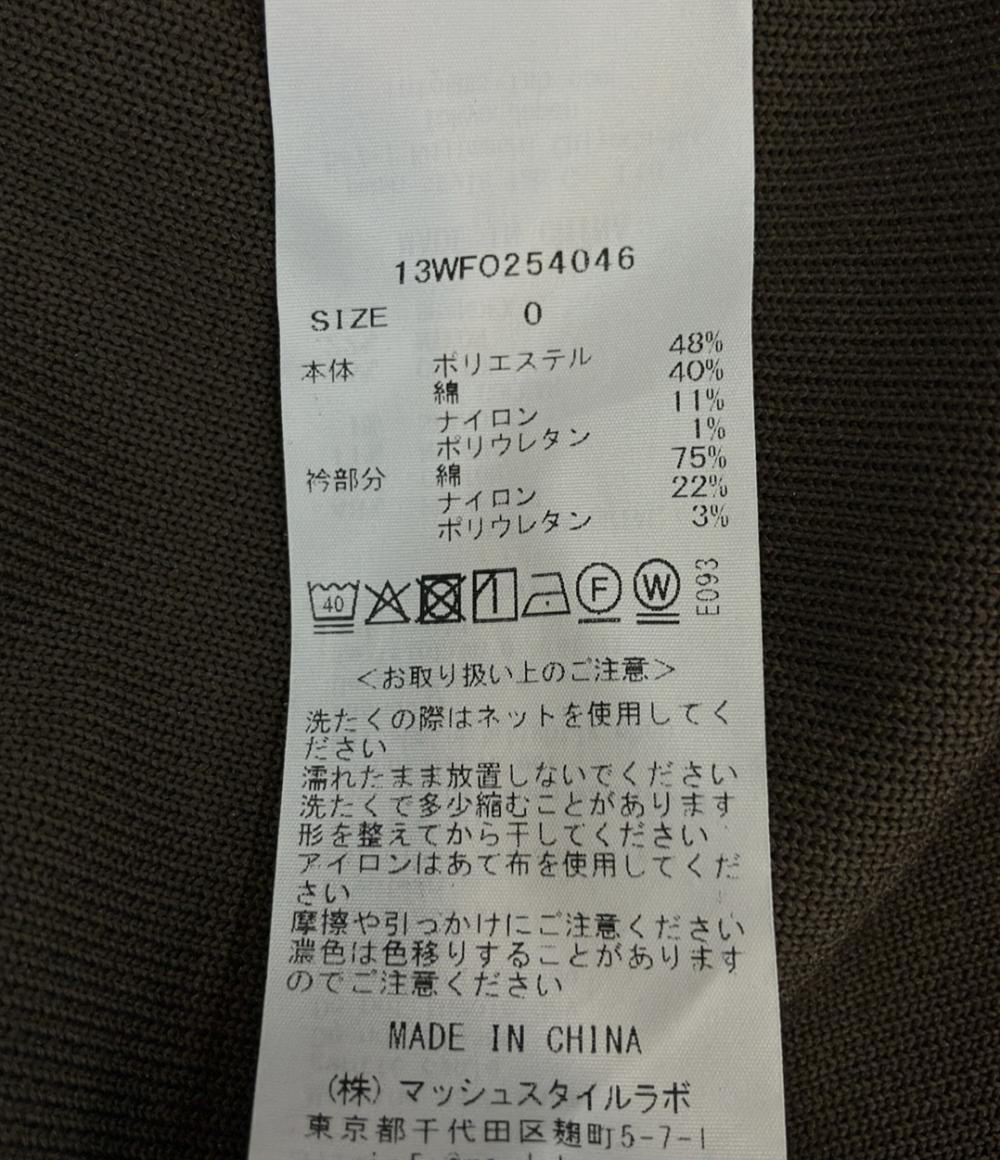 13WFO254046
SIZE 0
本体 ポリエステル 48%
綿 40%
ナイロン 11%
ポリウレタン 1%
衿部分 綿 75%
ナイロン 22%
ポリウレタン 3%
40 F W E093
<お取り扱い上のご注意>
洗たくの際はネットを使用してく
ださい
濡れたまま放置しないでください
洗たくで多少縮むことがあります
形を整えてから干してください
アイロンはあて布を使用してくだ
さい
摩擦や引っかけにご注意ください
濃色は色移りすることがあります
のでご注意ください
MADE IN CHINA
(株)マッシュスタイルラボ
東京都千代田区麹町5-7-1